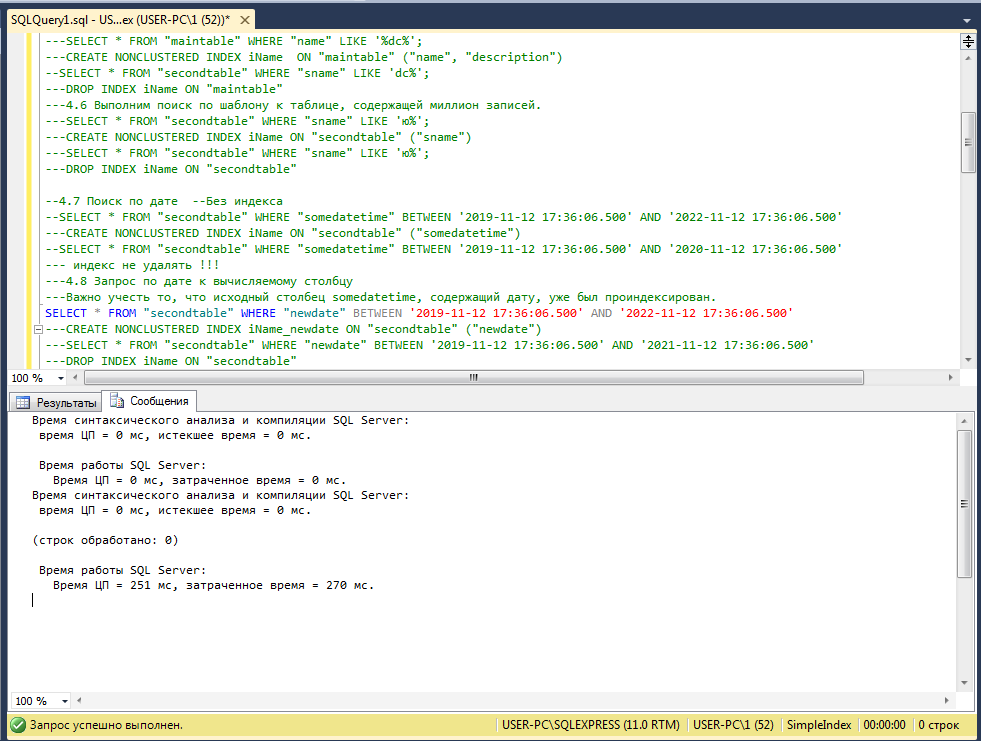 SQLQuery1.sql - US...ex (USER-PC\1 (52))*
---SELECT * FROM "maintable" WHERE "name" LIKE '%dc%';
---CREATE NONCLUSTERED INDEX iName  ON "maintable" ("name", "description")
--SELECT * FROM "secondtable" WHERE "sname" LIKE 'dc%';
---DROP INDEX iName ON "maintable"
---4.6 Выполним поиск по шаблону к таблице, содержащей миллион записей.
---SELECT * FROM "secondtable" WHERE "sname" LIKE 'ю%';
---CREATE NONCLUSTERED INDEX iName ON "secondtable" ("sname")
---SELECT * FROM "secondtable" WHERE "sname" LIKE 'ю%';
---DROP INDEX iName ON "secondtable"
--4.7 Поиск по дате  --Без индекса
--SELECT * FROM "secondtable" WHERE "somedatetime" BETWEEN '2019-11-12 17:36:06.500' AND '2022-11-12 17:36:06.500'
---CREATE NONCLUSTERED INDEX iName ON "secondtable" ("somedatetime")
--SELECT * FROM "secondtable" WHERE "somedatetime" BETWEEN '2019-11-12 17:36:06.500' AND '2020-11-12 17:36:06.500'
--- индекс не удалять !!!
---4.8 Запрос по дате к вычисляемому столбцу
---Важно учесть то, что исходный столбец somedatetime, содержащий дату, уже был проиндексирован.
SELECT * FROM "secondtable" WHERE "newdate" BETWEEN '2019-11-12 17:36:06.500' AND '2022-11-12 17:36:06.500'
---CREATE NONCLUSTERED INDEX iName_newdate ON "secondtable" ("newdate")
---SELECT * FROM "secondtable" WHERE "newdate" BETWEEN '2019-11-12 17:36:06.500' AND '2021-11-12 17:36:06.500'
---DROP INDEX iName ON "secondtable"
100 %
Результаты Сообщения
Время синтаксического анализа и компиляции SQL Server:
время ЦП = 0 мс, истекшее время = 0 мс.
Время работы SQL Server:
Время ЦП = 0 мс, затраченное время = 0 мс.
Время синтаксического анализа и компиляции SQL Server:
время ЦП = 0 мс, истекшее время = 0 мс.
(строк обработано: 0)
Время работы SQL Server:
Время ЦП = 251 мс, затраченное время = 270 мс.
100 %
Запрос успешно выполнен. USER-PC\SQLEXPRESS (11.0 RTM) USER-PC\1 (52) SimpleIndex 00:00:00 0 строк